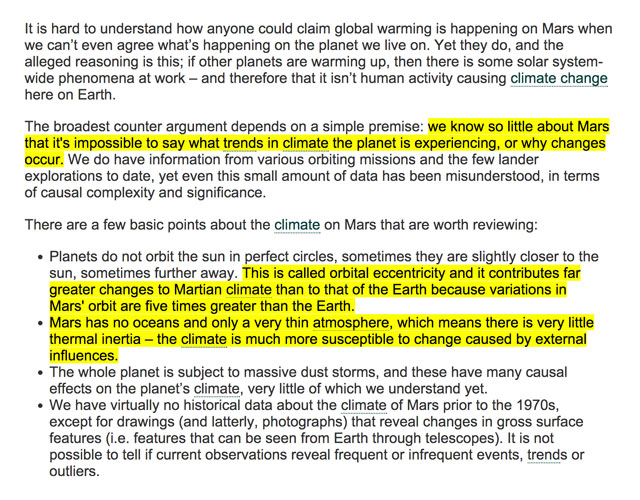 It is hard to understand how anyone could claim global warming is happening on Mars when
we can’t even agree what’s happening on the planet we live on. Yet they do, and the
alleged reasoning is this; if other planets are warming up, then there is some solar system-
wide phenomena at work – and therefore that it isn’t human activity causing climate change
here on Earth.
The broadest counter argument depends on a simple premise: we know so little about Mars
that it's impossible to say what trends in climate the planet is experiencing, or why changes
occur. We do have information from various orbiting missions and the few lander
explorations to date, yet even this small amount of data has been misunderstood, in terms
of causal complexity and significance.
There are a few basic points about the climate on Mars that are worth reviewing:
• Planets do not orbit the sun in perfect circles, sometimes they are slightly closer to the
sun, sometimes further away. This is called orbital eccentricity and it contributes far
greater changes to Martian climate than to that of the Earth because variations in
Mars' orbit are five times greater than the Earth.
• Mars has no oceans and only a very thin atmosphere, which means there is very little
thermal inertia – the climate is much more susceptible to change caused by external
influences.
• The whole planet is subject to massive dust storms, and these have many causal
effects on the planet’s climate, very little of which we understand yet.
• We have virtually no historical data about the climate of Mars prior to the 1970s,
except for drawings (and latterly, photographs) that reveal changes in gross surface
features (i.e. features that can be seen from Earth through telescopes). It is not
possible to tell if current observations reveal frequent or infrequent events, trends or
outliers.